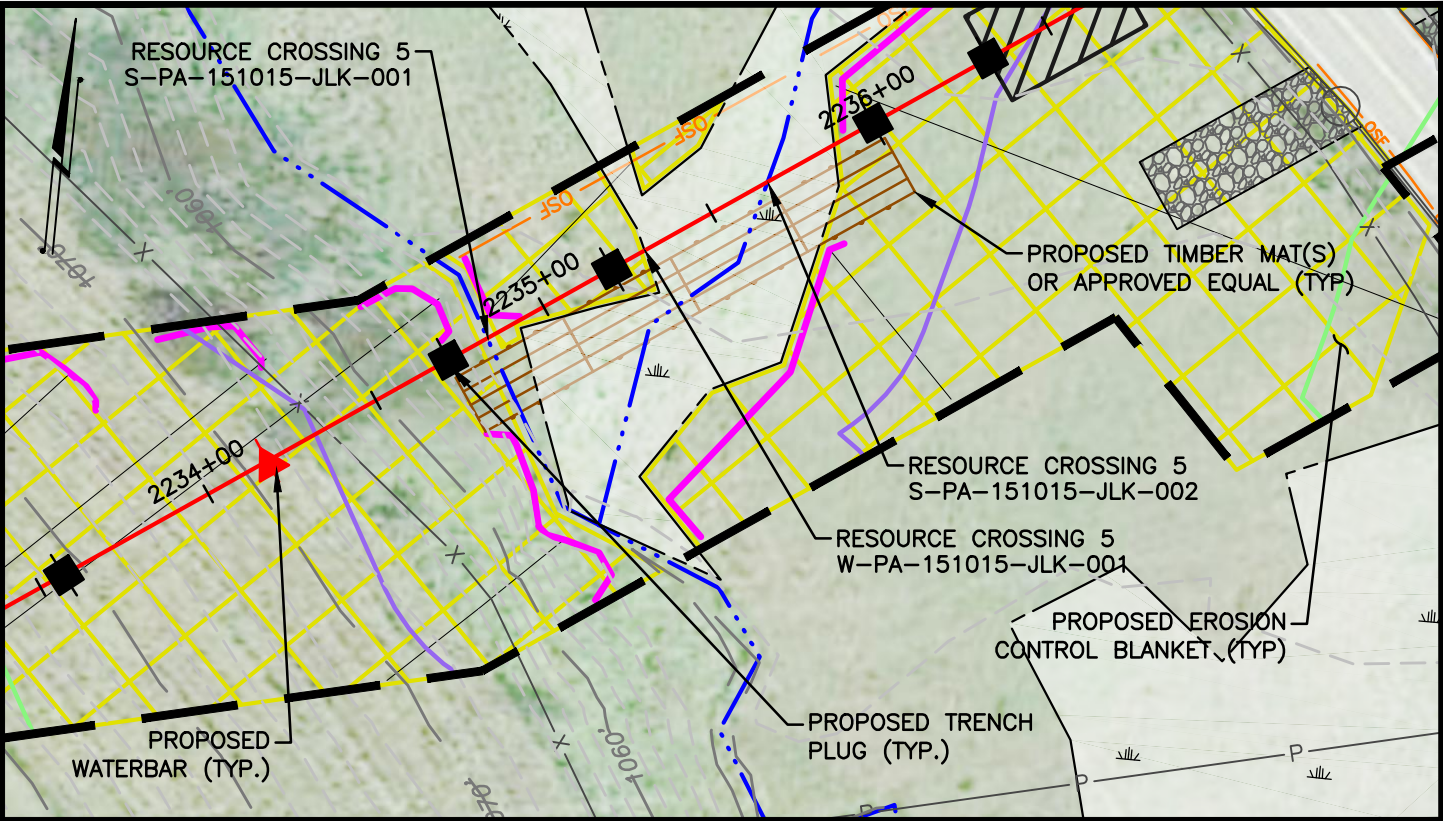 RESOURCE CROSSING 5
S-PA-151015-JLK-001
OSF
2236+00
OSF
OSF
1060.
OSF
1070
X
X
X
2235+00
PROPOSED TIMBER MAT(S)
OR APPROVED EQUAL (TYP)
X
2234+00
RESOURCE CROSSING 5
S-PA-151015-JLK-002
RESOURCE CROSSING 5
W-PA-151015-JLK-001
X
PROPOSED EROSION
CONTROL BLANKET (TYP)
PROPOSED TRENCH
PLUG (TYP.)
PROPOSED
WATERBAR (TYP.)
X
1060.
P
P
P